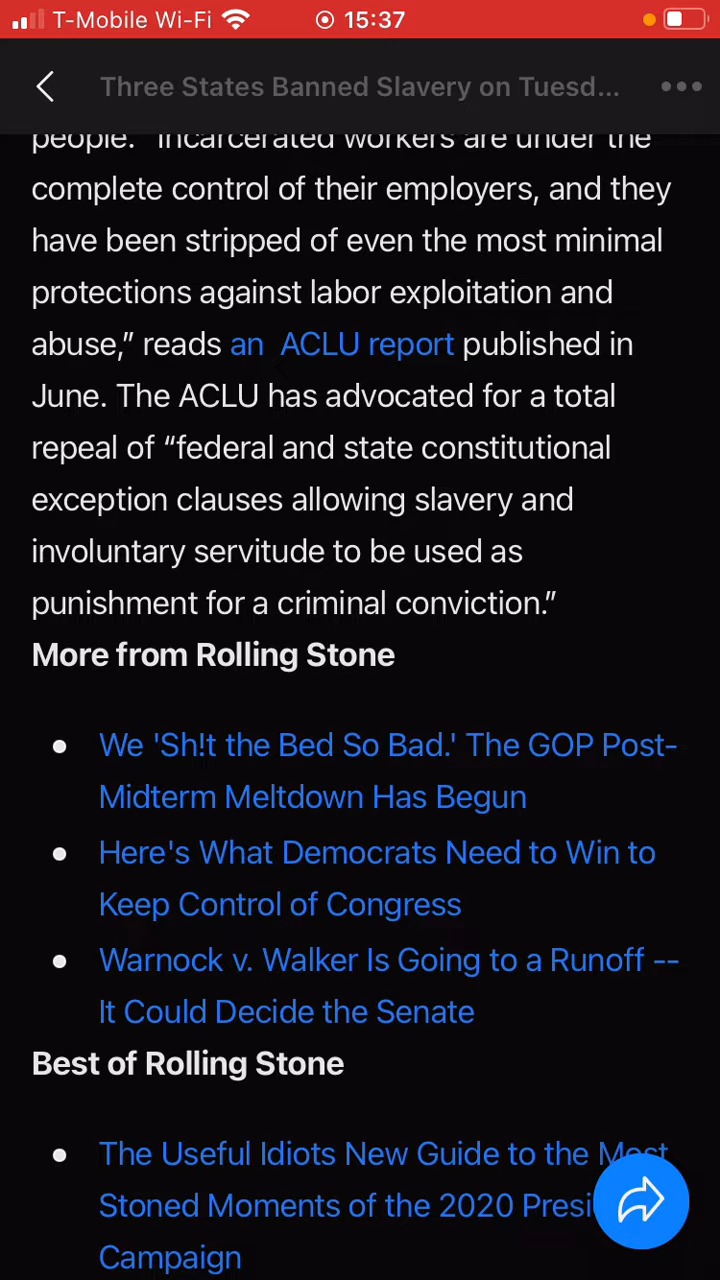 T-Mobile Wi-Fi 15:37
Three States Banned Slavery on Tuesd...
people. "Incarcerated workers are under the
complete control of their employers, and they
have been stripped of even the most minimal
protections against labor exploitation and
abuse,” reads an ACLU report published in
June. The ACLU has advocated for a total
repeal of “federal and state constitutional
exception clauses allowing slavery and
involuntary servitude to be used as
punishment for a criminal conviction.”
More from Rolling Stone
We 'Sh!t the Bed So Bad.' The GOP Post-
Midterm Meltdown Has Begun
Here's What Democrats Need to Win to
Keep Control of Congress
Warnock v. Walker Is Going to a Runoff --
It Could Decide the Senate
Best of Rolling Stone
The Useful Idiots New Guide to the Most
Stoned Moments of the 2020 Presi
Campaign